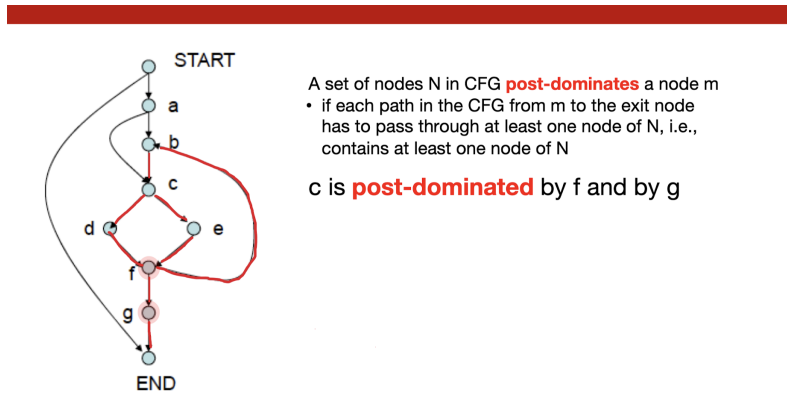 START
a
b
c
d
e
f
g
END
A set of nodes N in CFG post-dominates a node m
• if each path in the CFG from m to the exit node
has to pass through at least one node of N, i.e.,
contains at least one node of N
c is post-dominated by f and by g